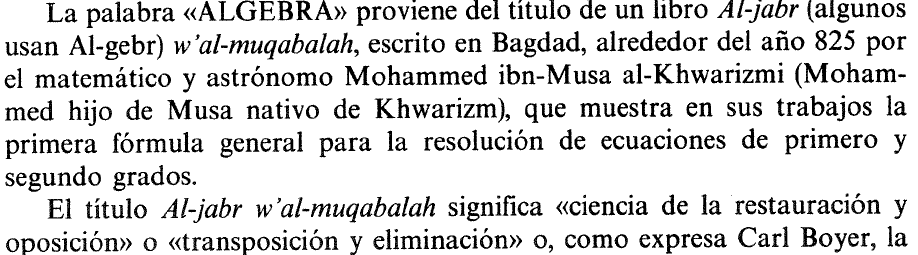 La palabra «ALGEBRA» proviene del título de un libro Al-jabr (algunos
usan Al-gebr) w'al-muqabalah, escrito en Bagdad, alrededor del año 825 por
el matemático y astrónomo Mohammed ibn-Musa al-Khwarizmi (Moham-
med hijo de Musa nativo de Khwarizm), que muestra en sus trabajos la
primera fórmula general para la resolución de ecuaciones de primero y
segundo grados.
El título Al-jabr w'al-muqabalah significa «ciencia de la restauración y
oposición» o «transposición y eliminación» o, como expresa Carl Boyer, la